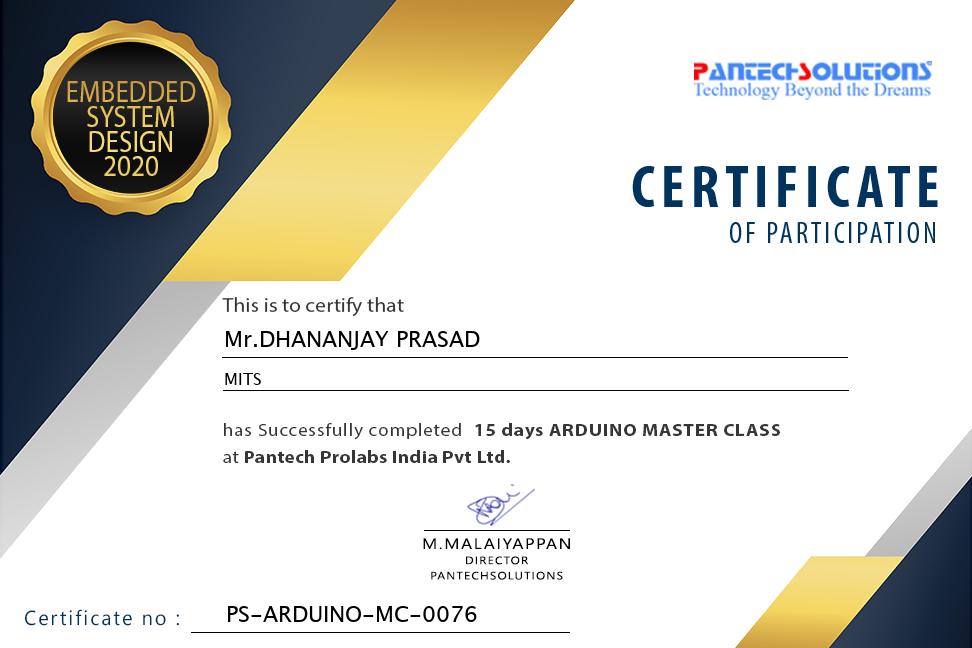 EMBEDDED
SYSTEM
DESIGN
2020
PANTECHSOLUTIONS
Technology Beyond the Dreams
CERTIFICATE
OF PARTICIPATION
This is to certify that
Mr.DHANANJAY PRASAD
MITS
has Successfully completed 15 days ARDUINO MASTER CLASS
at Pantech Prolabs India Pvt Ltd.
M.MALAIYAPPAN
DIRECTOR
PANTECHSOLUTIONS
Certificate no : PS-ARDUINO-MC-0076